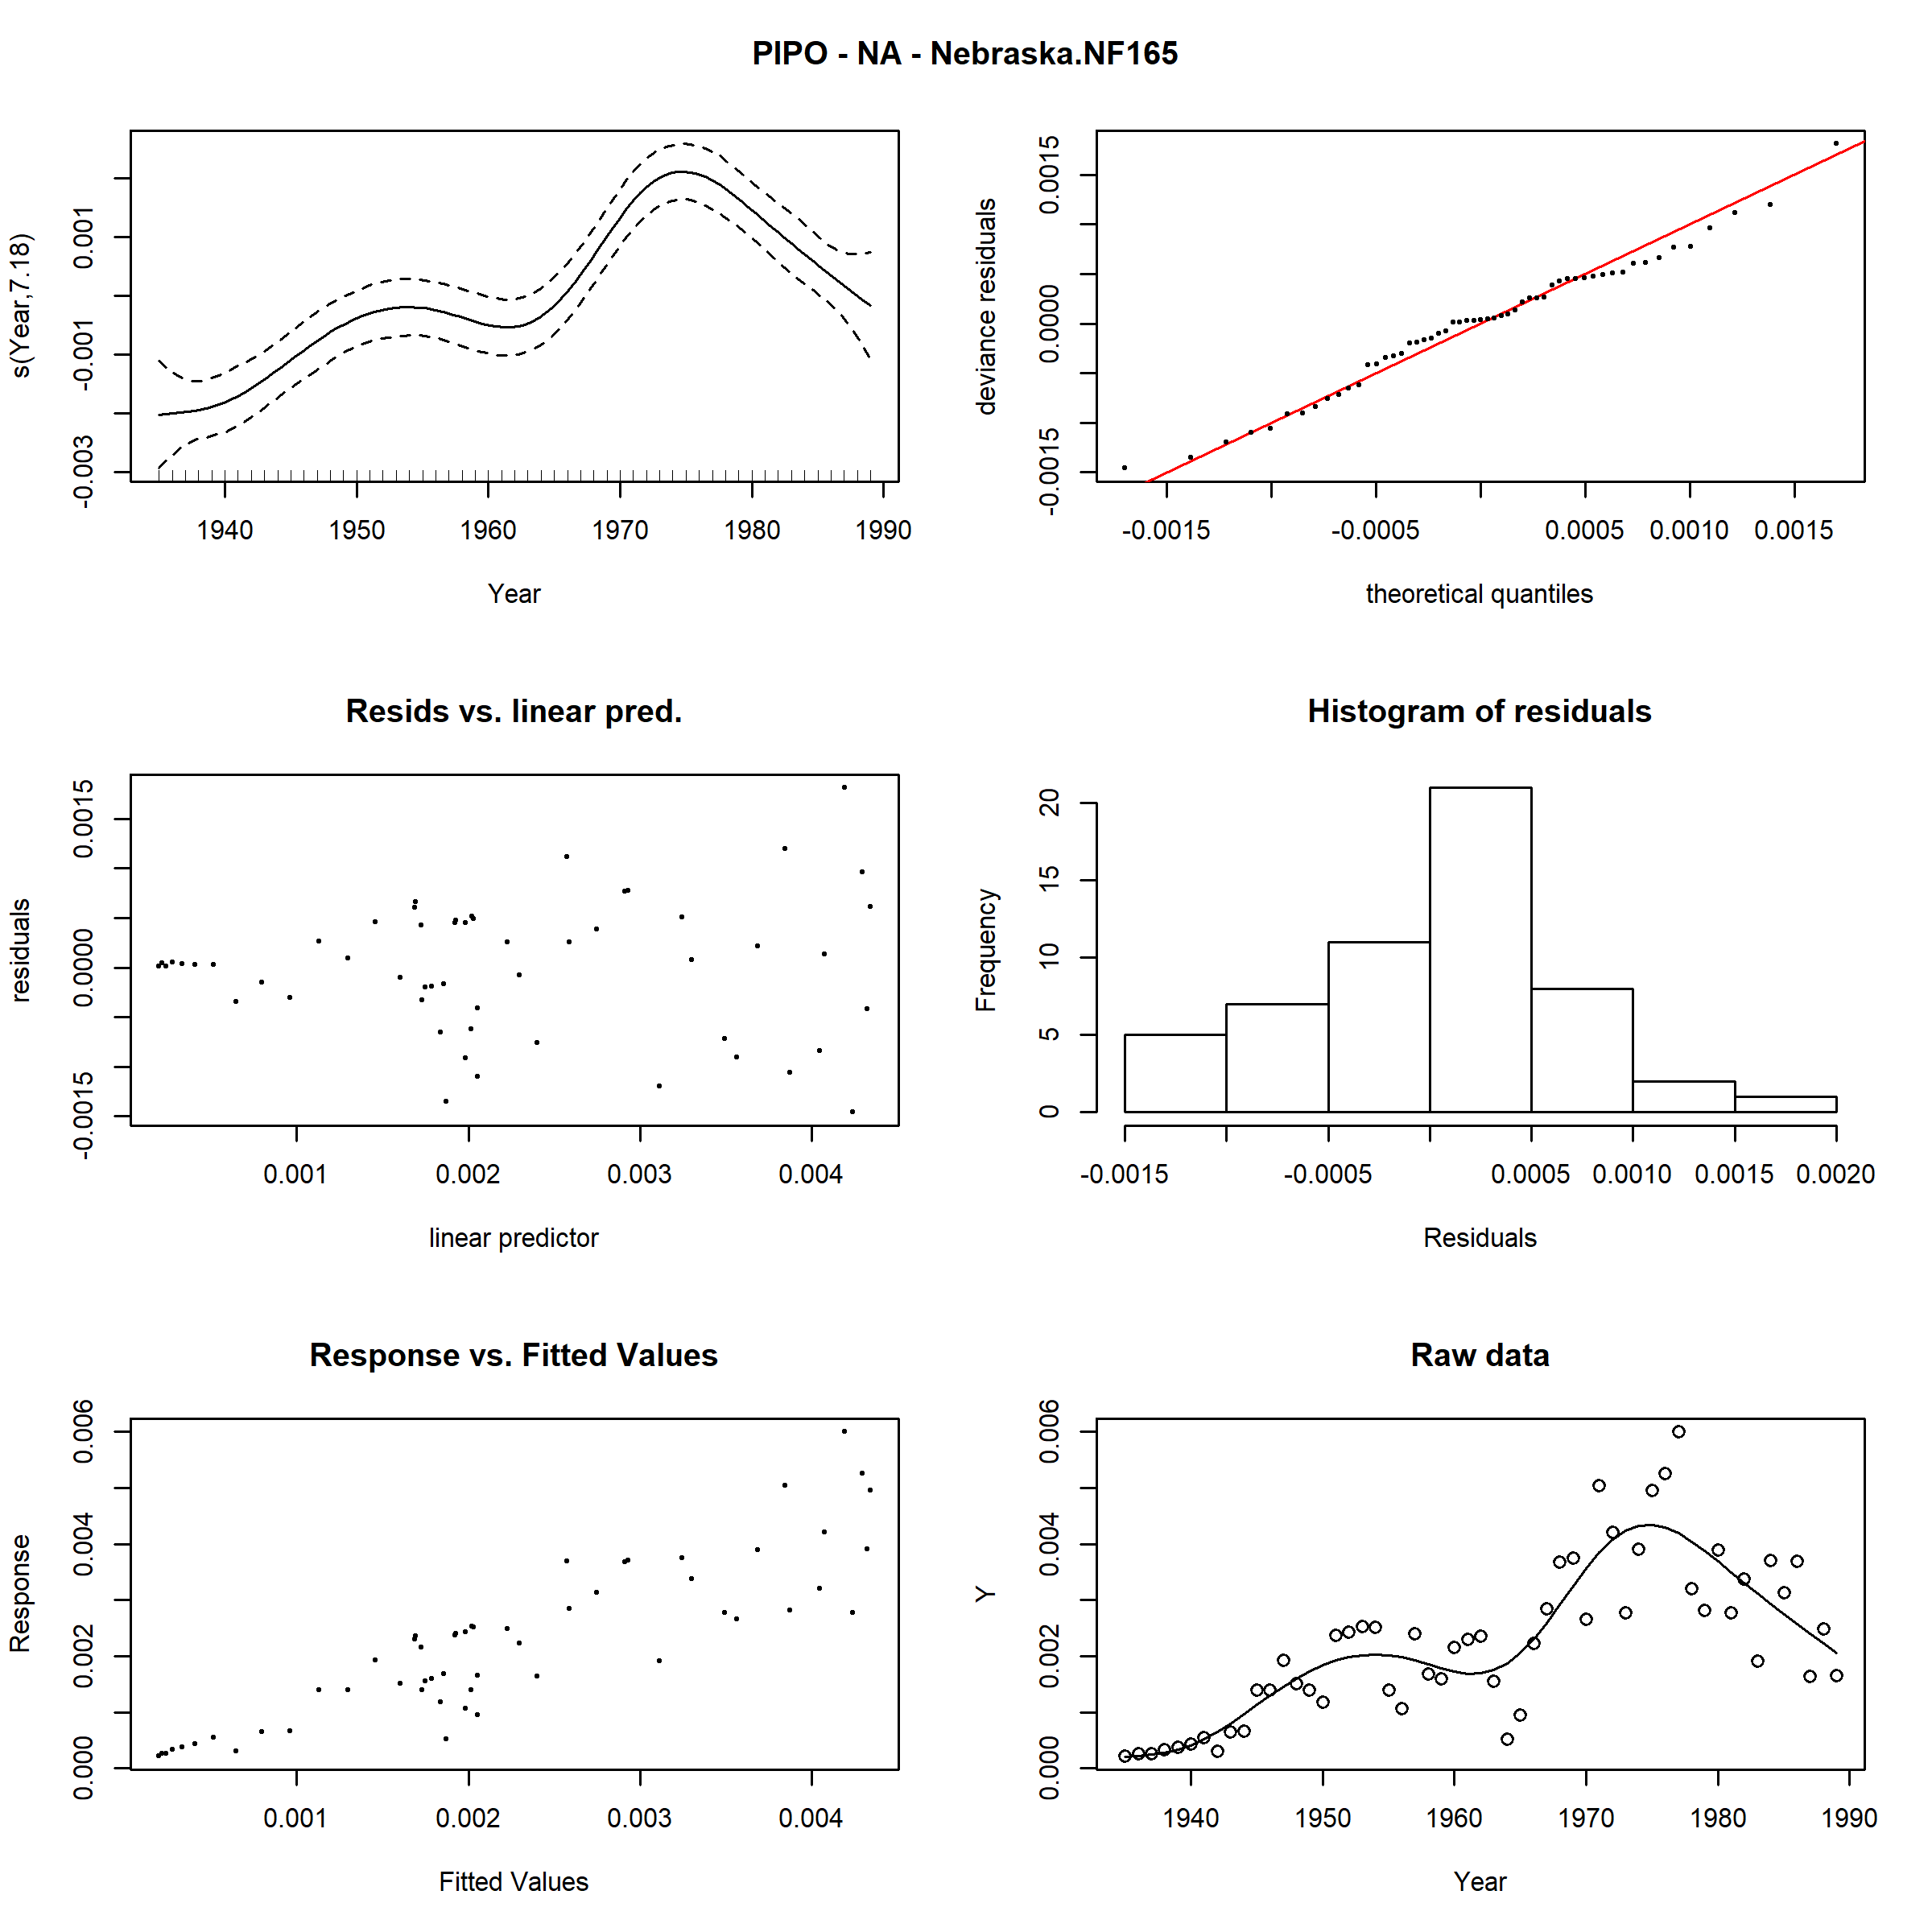 PIPO - NA - Nebraska.NF165
s(Year,7.18)
-0.003 -0.001 0.001
1940 1950 1960 1970 1980 1990
Year
deviance residuals
-0.0015 0.0000 0.0015
-0.0015 -0.0005 0.0005 0.0010 0.0015
theoretical quantiles
Resids vs. linear pred.
residuals
-0.0015 0.0000 0.0015
0.001 0.002 0.003 0.004
linear predictor
Histogram of residuals
Frequency
0 5 10 15 20
-0.0015 -0.0005 0.0005 0.0010 0.0015 0.0020
Residuals
Response vs. Fitted Values
Response
0.000 0.002 0.004 0.006
0.001 0.002 0.003 0.004
Fitted Values
Raw data
Y
0.000 0.002 0.004 0.006
1940 1950 1960 1970 1980 1990
Year